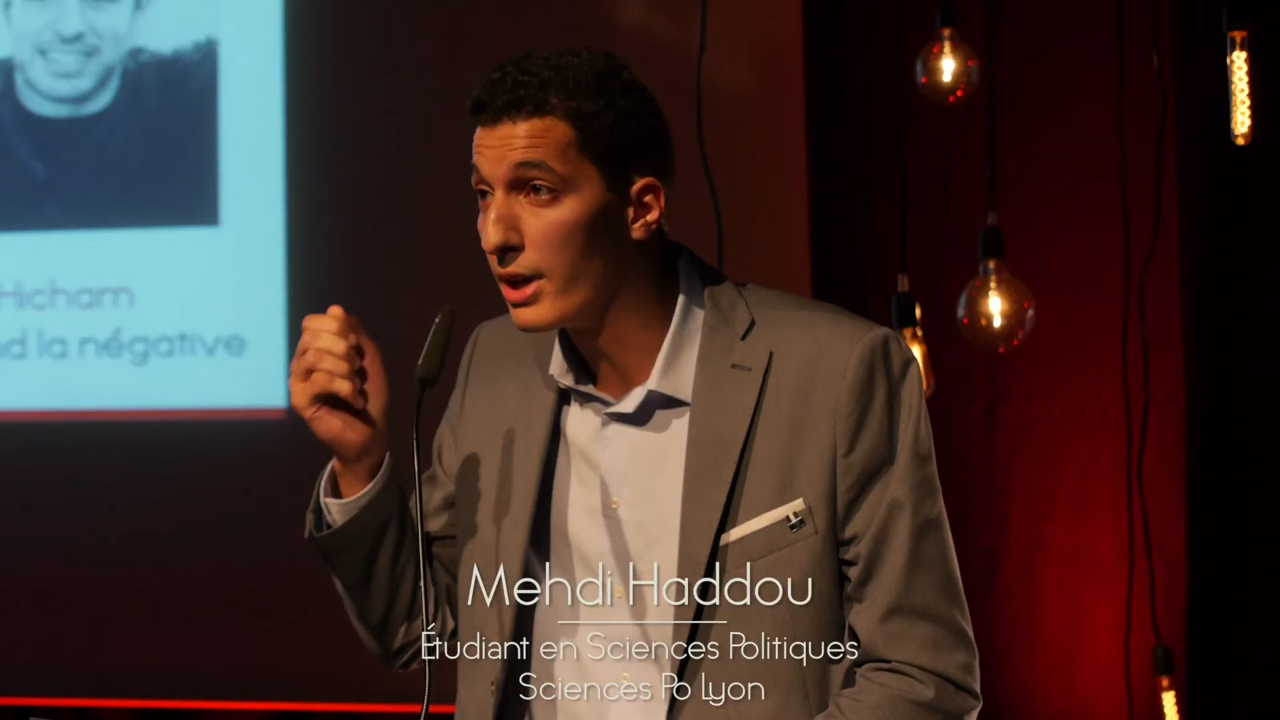 Hicham
la négative
Mehdi Haddou
Étudiant en Sciences Politiques
Sciences Po Lyon